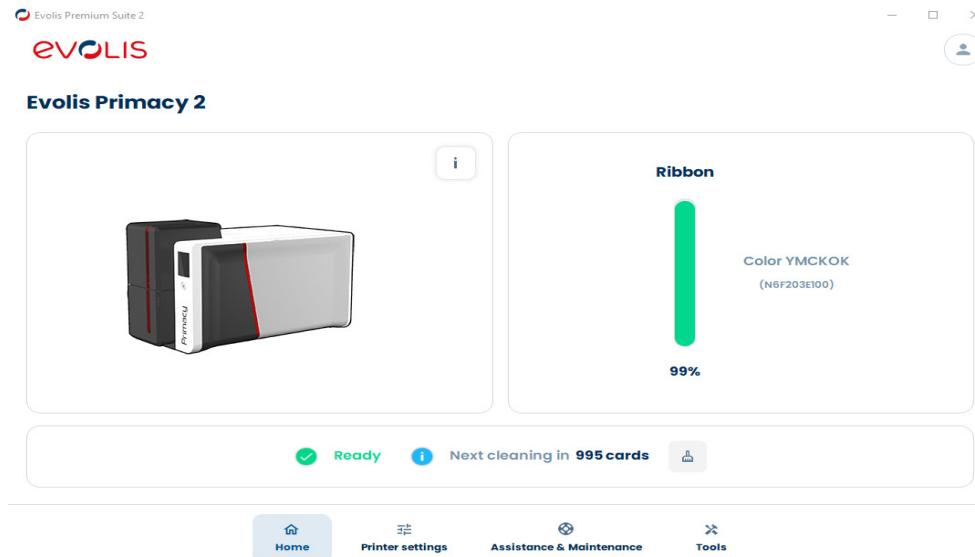 Evolis Premium Suite 2
evolis
Evolis Primacy 2
i
Primacy
Ribbon
Color YMCKOK
(N6F203E100)
99%
Ready
i
Next cleaning in 995 cards
Home
Printer settings
Assistance & Maintenance
Tools